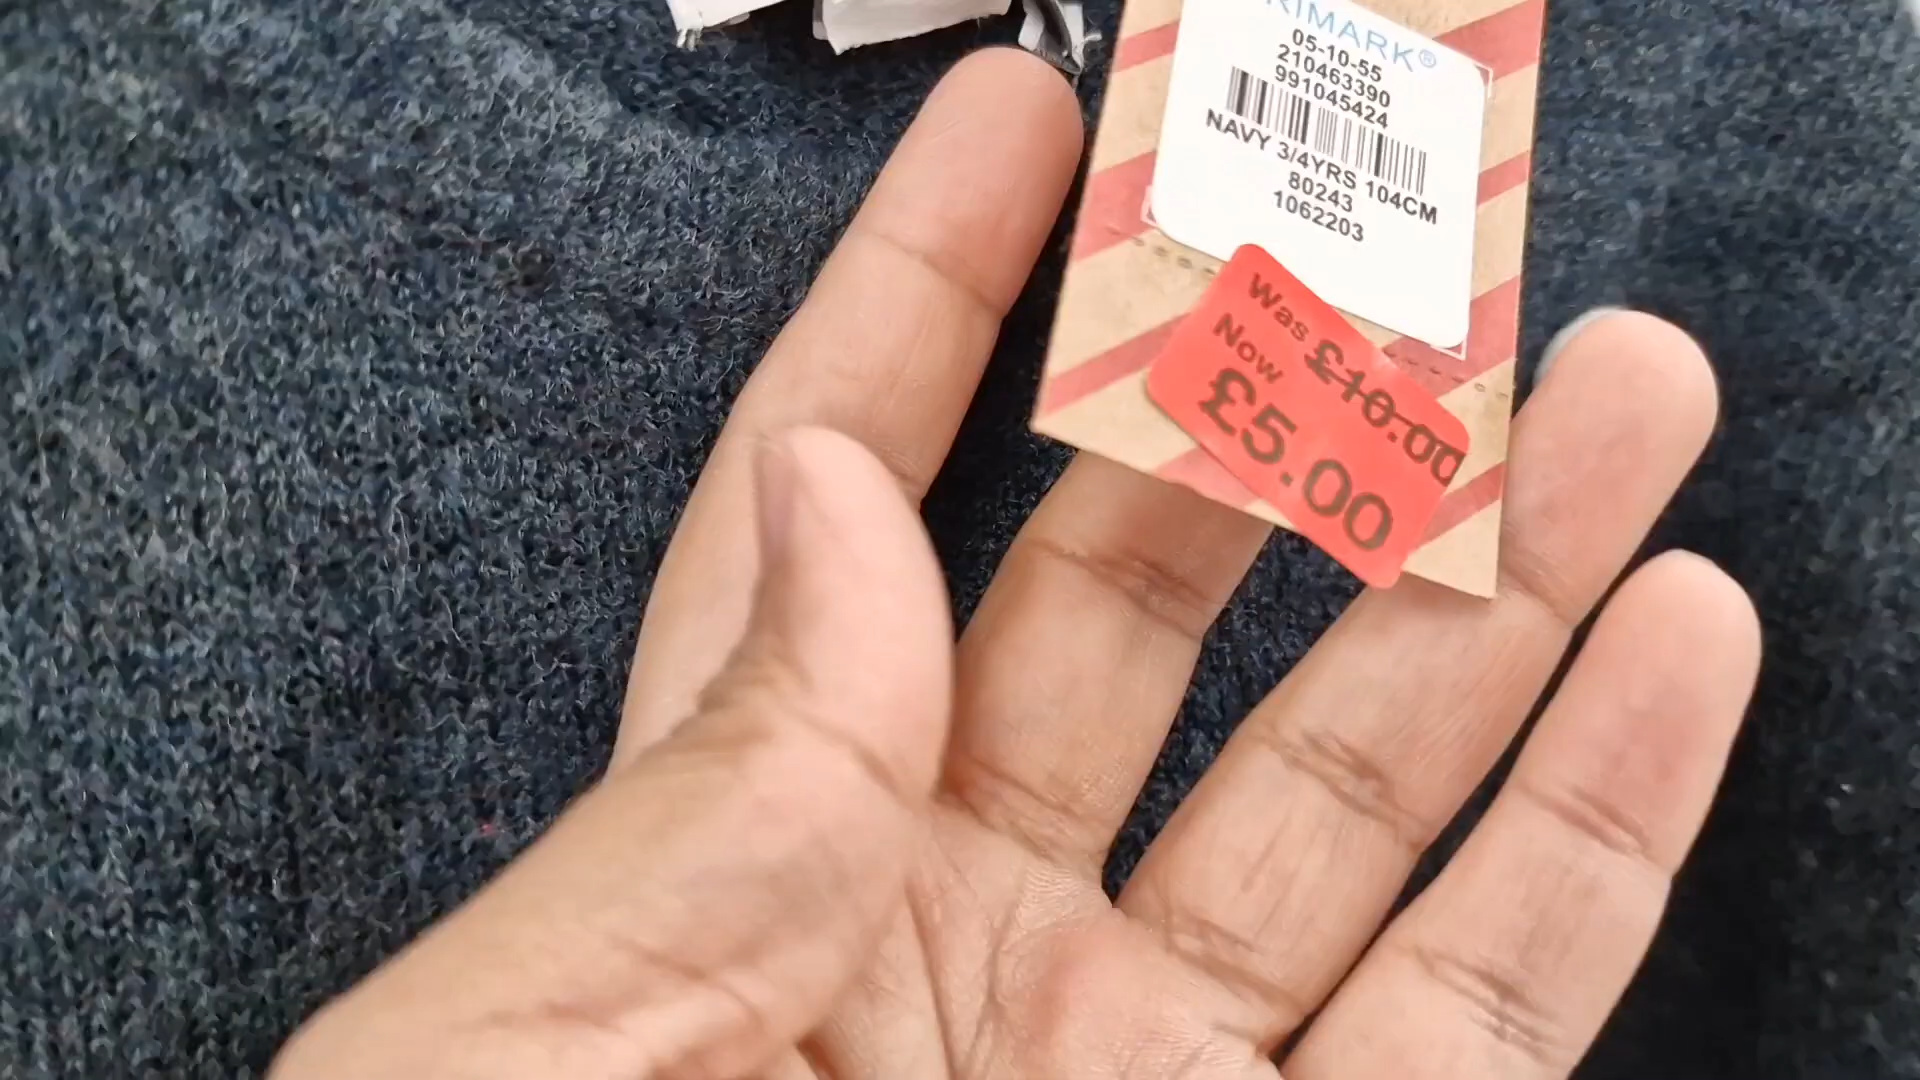 RIMARK®
05-10-55
210463390
991045424
NAVY 3/4YRS 104CM
80243
1062203
Was £10.00
Now
£5.00